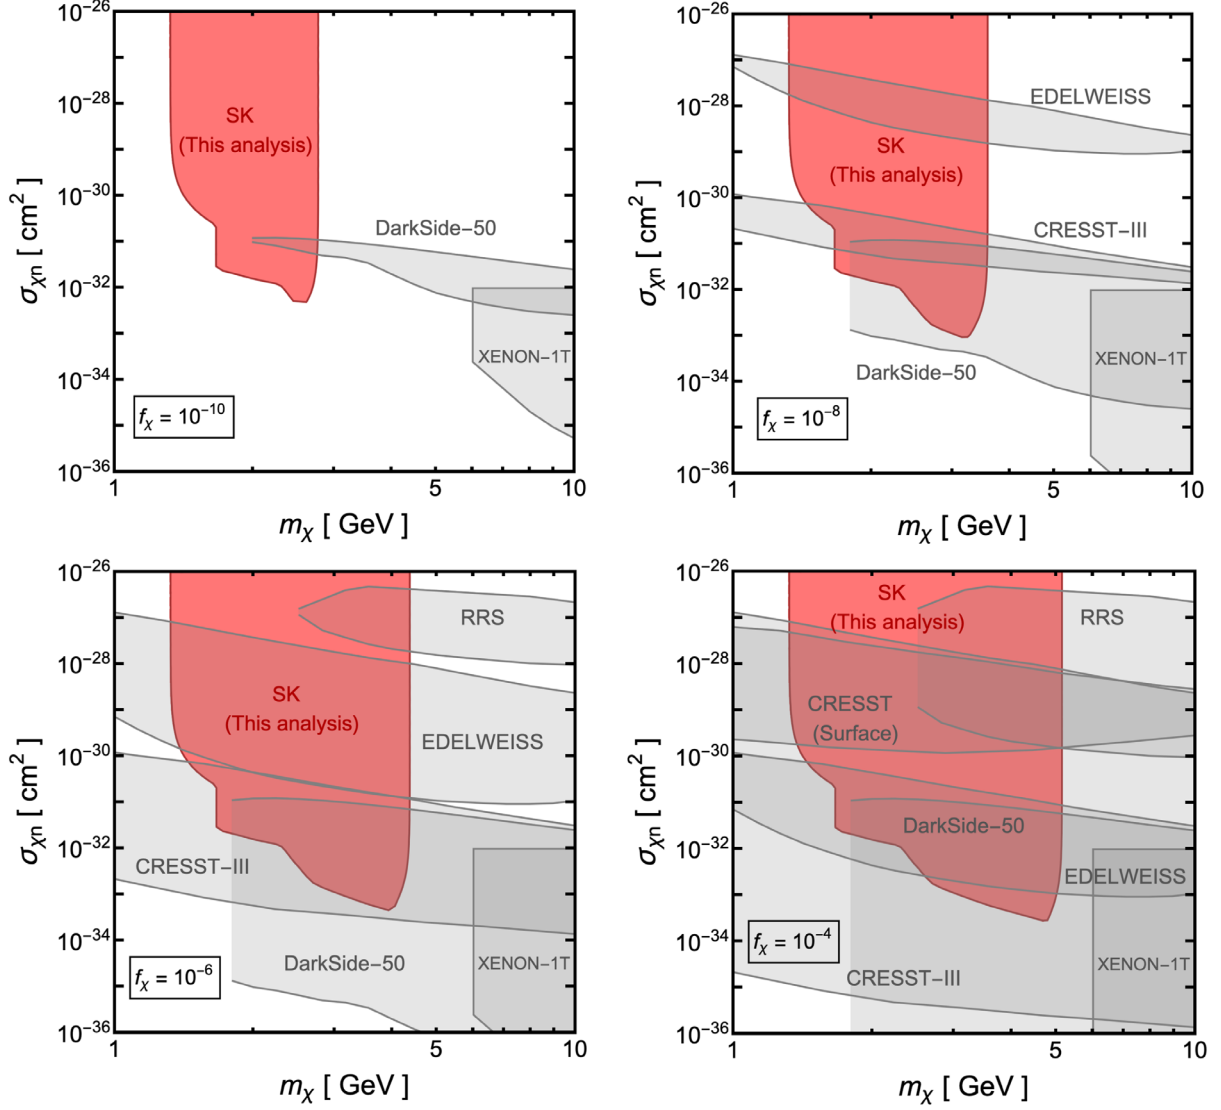 10⁻²⁶
10⁻²⁸
10⁻³⁰
10⁻³²
10⁻³⁴
10⁻³⁶
σχn [ cm² ]
SK
(This analysis)
DarkSide−50
XENON−1T
fχ = 10⁻¹⁰
1
5
10
mχ [ GeV ]
10⁻²⁶
10⁻²⁸
10⁻³⁰
10⁻³²
10⁻³⁴
10⁻³⁶
σχn [ cm² ]
EDELWEISS
SK
(This analysis)
CRESST−III
XENON−1T
DarkSide−50
fχ = 10⁻⁸
1
5
10
mχ [ GeV ]
10⁻²⁶
10⁻²⁸
10⁻³⁰
10⁻³²
10⁻³⁴
10⁻³⁶
σχn [ cm² ]
RRS
SK
(This analysis)
EDELWEISS
CRESST−III
DarkSide−50
XENON−1T
fχ = 10⁻⁶
1
5
10
mχ [ GeV ]
10⁻²⁶
10⁻²⁸
10⁻³⁰
10⁻³²
10⁻³⁴
10⁻³⁶
σχn [ cm² ]
SK
(This analysis)
RRS
CRESST
(Surface)
DarkSide−50
EDELWEISS
fχ = 10⁻⁴
XENON−1T
CRESST−III
1
5
10
mχ [ GeV ]